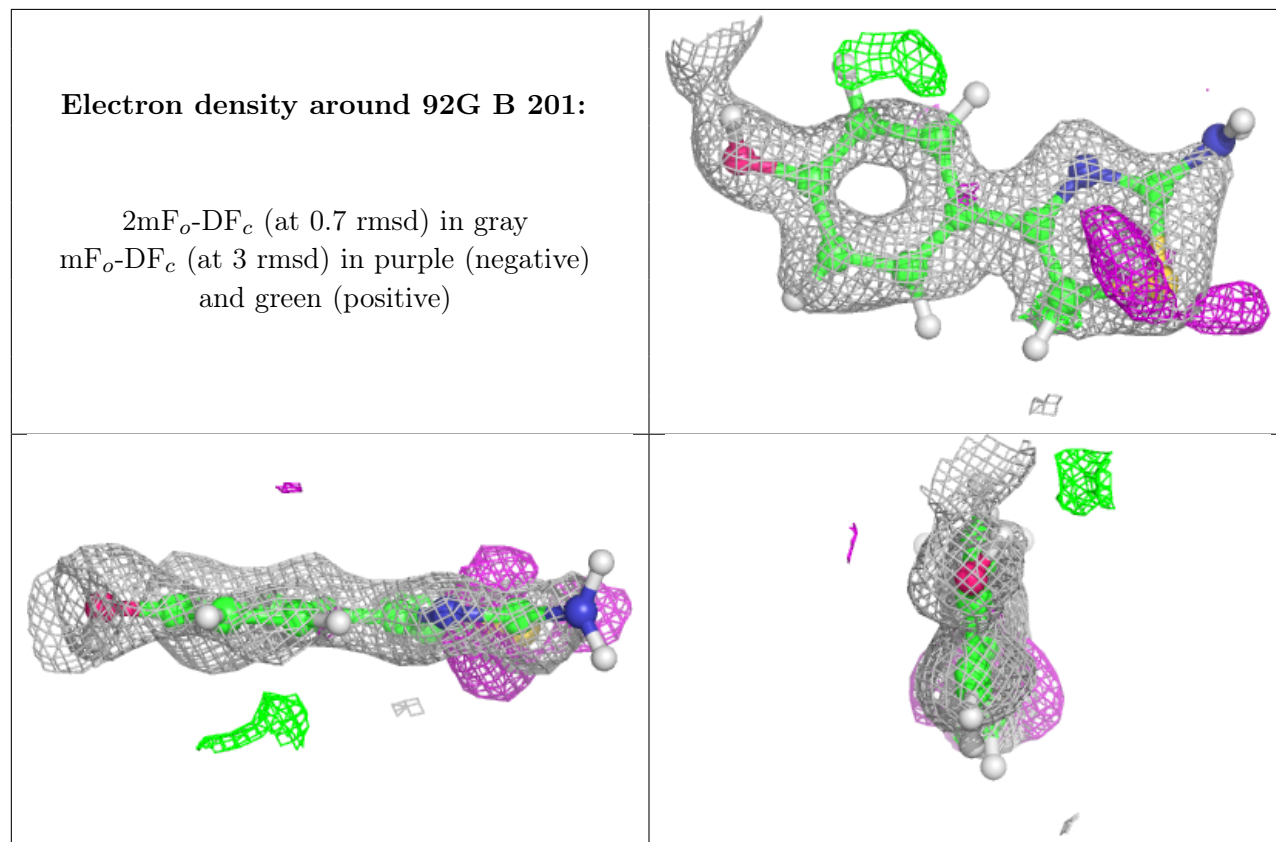 Electron density around 92G B 201:
2mFo-DFc (at 0.7 rmsd) in gray
mFo-DFc (at 3 rmsd) in purple (negative)
and green (positive)